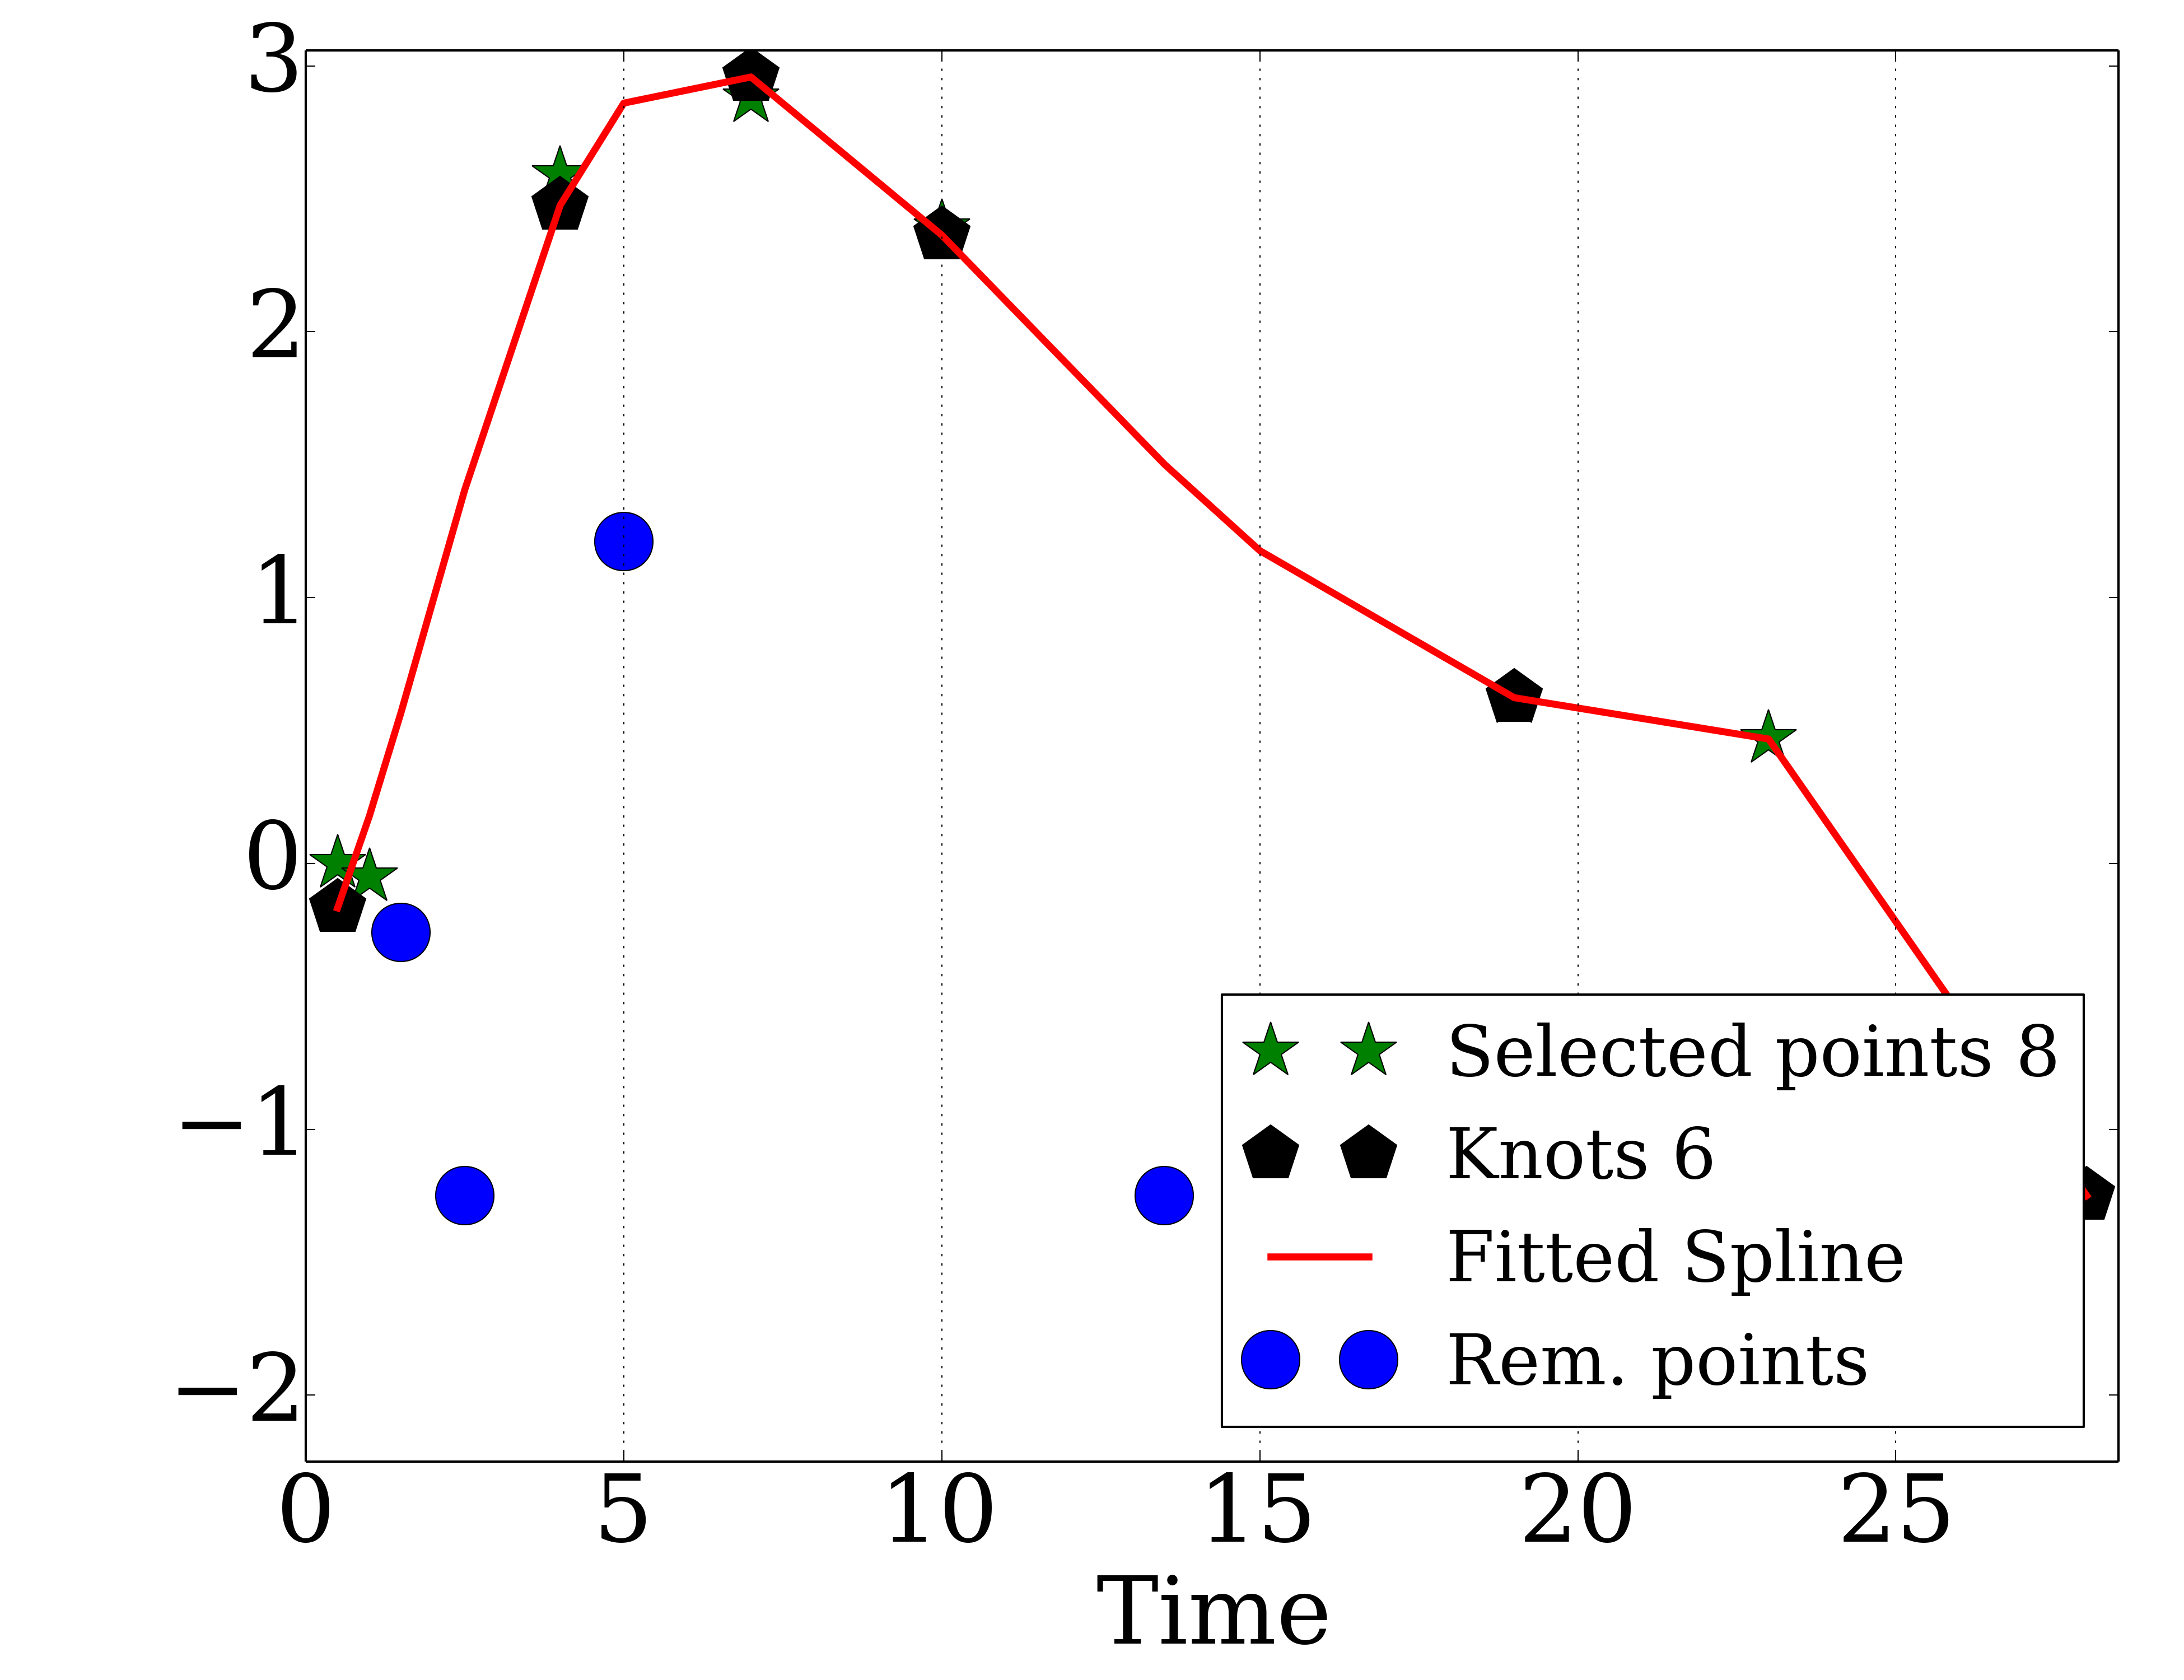 3
2
1
0
−1
−2
Selected points 8
Knots 6
Fitted Spline
Rem. points
0 5 10 15 20 25
Time